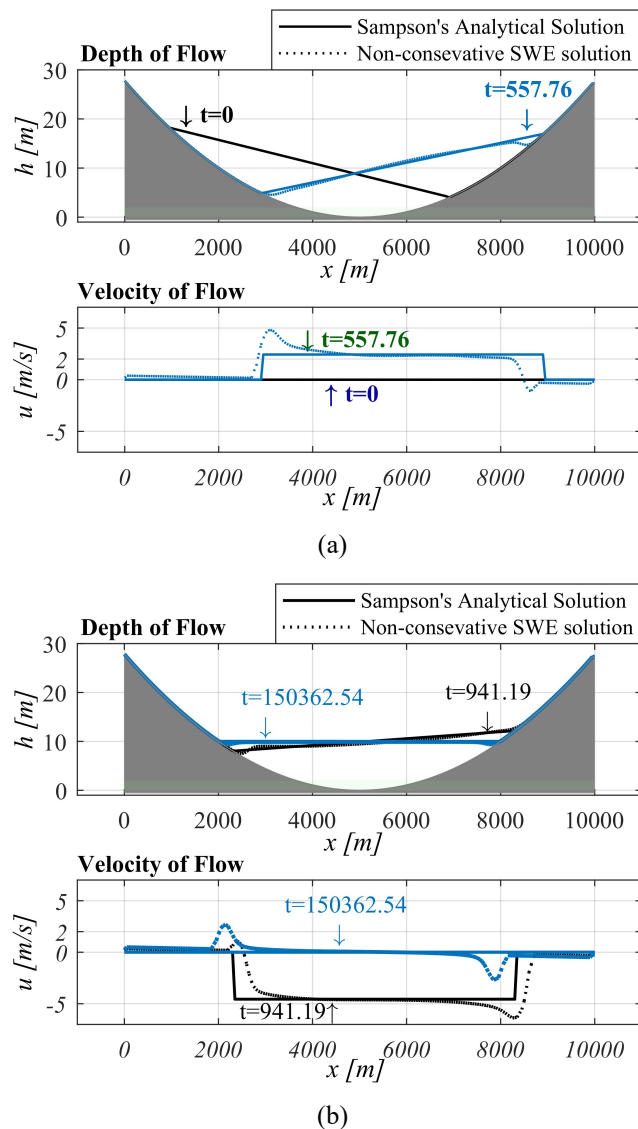 Sampson's Analytical Solution
Non-consevative SWE solution
Depth of Flow
t=557.76
↓ t=0
↓
30
20
10
0
h [m]
0 2000 4000 6000 8000 10000
x [m]
Velocity of Flow
5
2
0
-5
u [m/s]
↓ t=557.76
↑ t=0
0 2000 4000 6000 8000 10000
x [m]
(a)
Sampson's Analytical Solution
Non-consevative SWE solution
Depth of Flow
30
20
10
0
h [m]
t=150362.54
↓
t=941.19
↓
0 2000 4000 6000 8000 10000
x [m]
Velocity of Flow
5
2
0
-5
u [m/s]
t=150362.54
↓
t=941.19↑
0 2000 4000 6000 8000 10000
x [m]
(b)